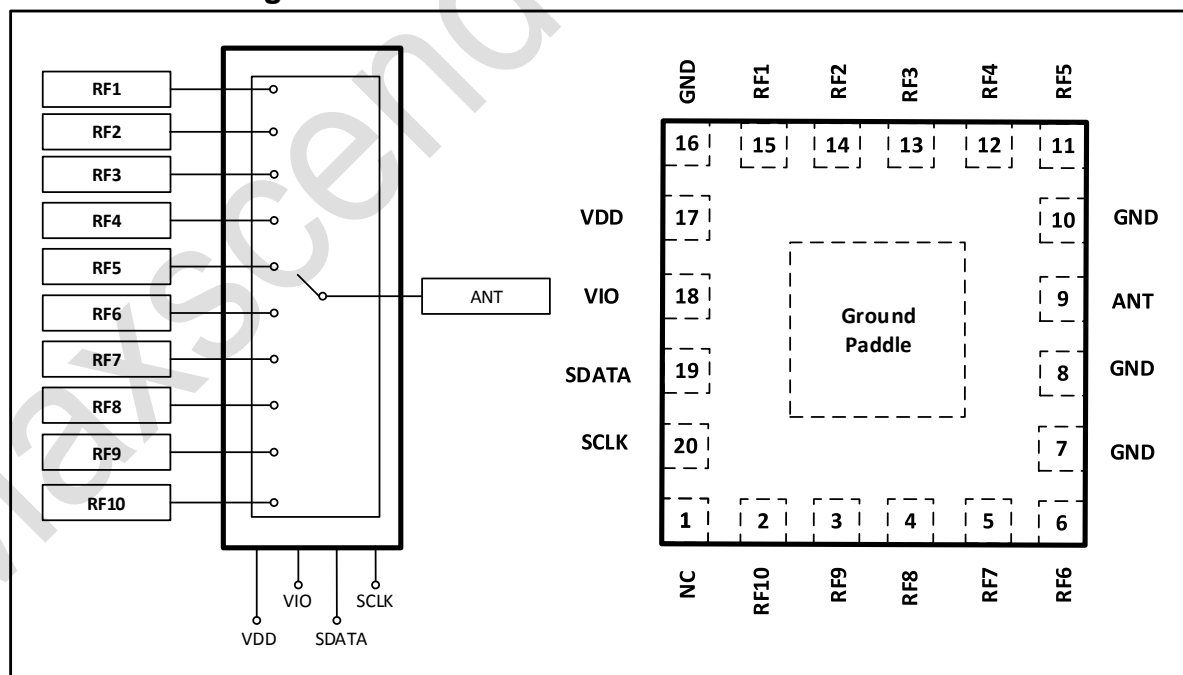 g
Maxscend
RF1
RF2
RF3
RF4
RF5
RF6
RF7
RF8
RF9
RF10
ANT
VIO
SCLK
VDD
SDATA
GND RF1 RF2 RF3 RF4 RF5
16 15 14 13 12 11
VDD 17 10 GND
VIO 18 9 ANT
Ground
Paddle
SDATA 19 8 GND
SCLK 20 7 GND
1 2 3 4 5 6
NC RF10 RF9 RF8 RF7 RF6